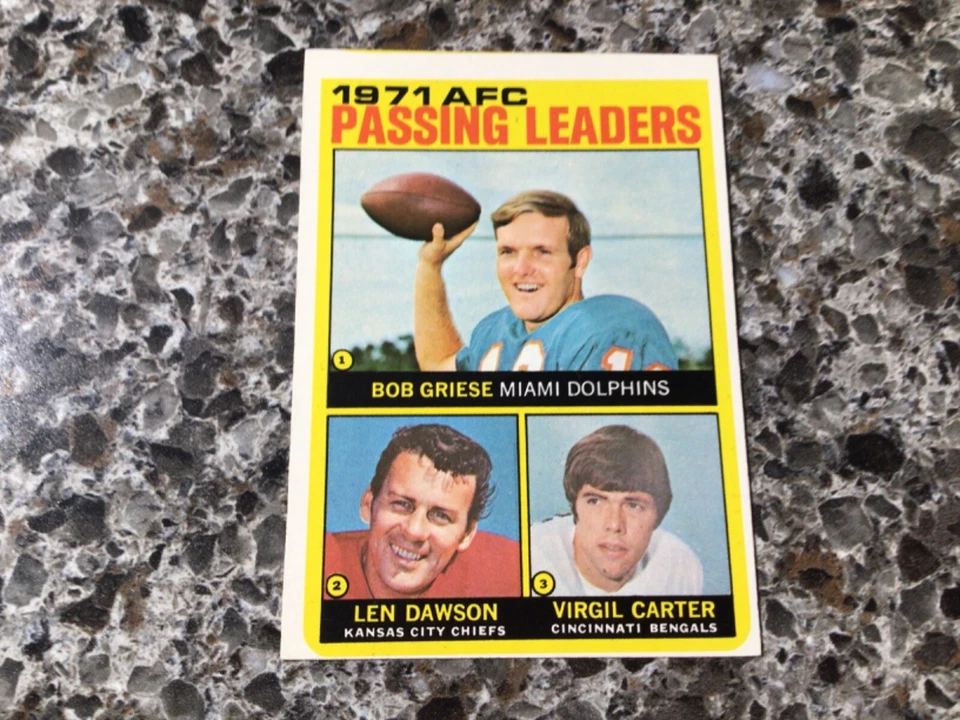 1971 AFC
PASSING LEADERS
1
BOB GRIESE MIAMI DOLPHINS
2
LEN DAWSON
KANSAS CITY CHIEFS
3
VIRGIL CARTER
CINCINNATI BENGALS